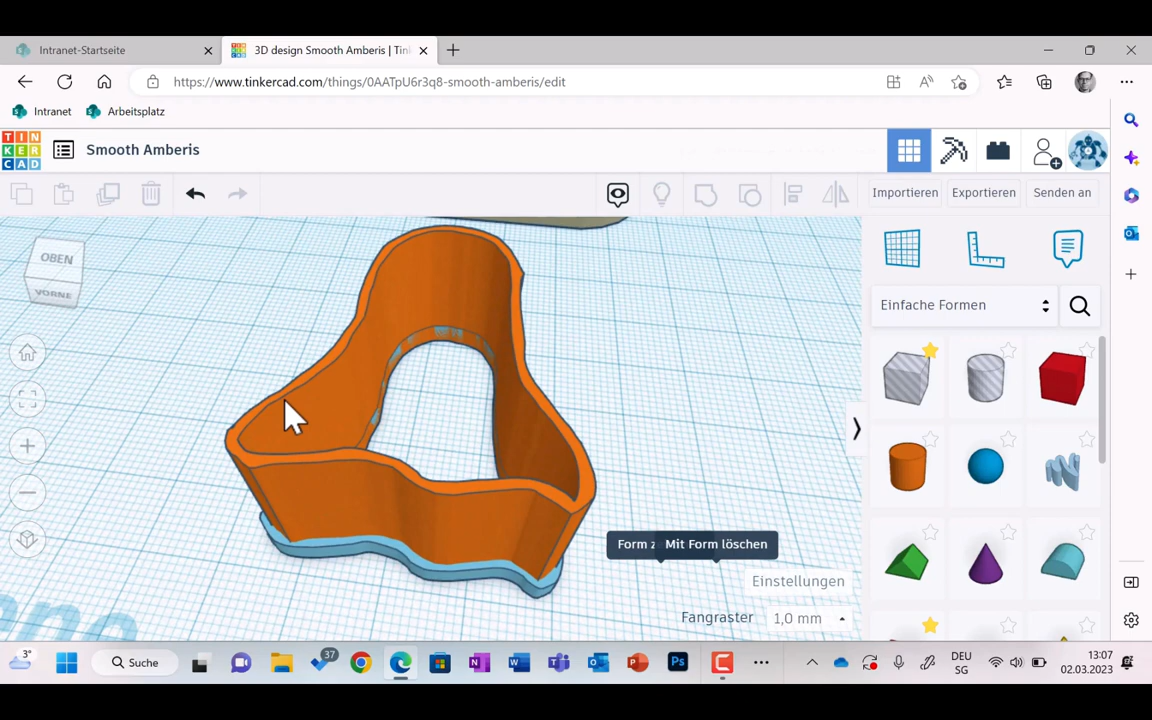 Intranet-Startseite
3D design Smooth Amberis | Tin
https://www.tinkercad.com/things/0AATpU6r3q8-smooth-amberis/edit
Intranet
Arbeitsplatz
TIN
KER
CAD
Smooth Amberis
Importieren
Exportieren
Senden an
OBEN
VORNE
Einfache Formen
Form z
Mit Form löschen
Einstellungen
Fangraster
1,0 mm
3°
Suche
37
DEU
SG
13:07
02.03.2023